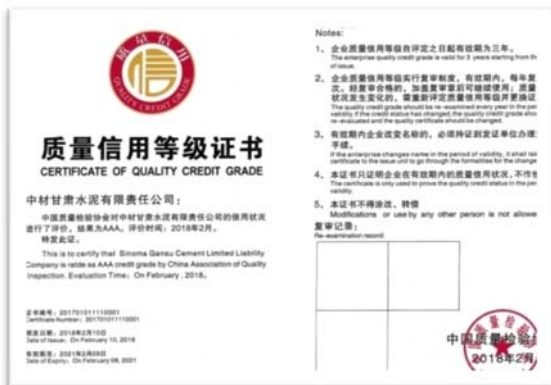 质量信用
信
QUALITY CREDIT GRADE
质量信用等级证书
CERTIFICATE OF QUALITY CREDIT GRADE
中材甘肃水泥有限责任公司：
中国质量检验协会对中材甘肃水泥有限责任公司的信用状况
进行了评价，结果为AAA。评价时间：2018年2月。
特发此证。
This is to certify that Sinoma Gansu Cement Limited Liability
Company is ratde sa AAA credit grade by China Association of Quality
Inspection. Evaluation Time: On February , 2018。
证书编号：201701011110001
Certificate Number: 201701011110001
颁发日期：2018年2月10日
Date of Issue: On February 10, 2018
有效期至：2021年2月09日
Date of Expiry: On February 09, 2021
Notes:
1、企业质量信用等级自评定之日起有效期为三年。
The enterprise quality credit grade is valid for 3 years starting from th
of issue.
2、企业质量信用等级实行复审制度，有效期内，每年复
次，经复审合格的，加盖复审章后可继续使用；质量
状况发生变化的，需重新评定质量信用等级并更换证
The quality credit grade should be re-examined every year in the per
validity. If the credit status has changed, the quality credit grade sho
re-evaluated and the quality certificate should be changed.
3、有效期内企业改变名称，必须持证到发证单位办理
手续。
If the enterprise changes name in the period of validity, it shall tak
certificate to the issue unit to go through the formalities for the change
4、本证书只证明企业在有效期内的质量信用状况，不作
The certificate is only used to prove the quality credit status in the per
validity.
5、本证书不得涂改、转借
Modifications or use by any other person is not allowe
复审记录：
Re-examination record:
中国质量检验
2018年2月